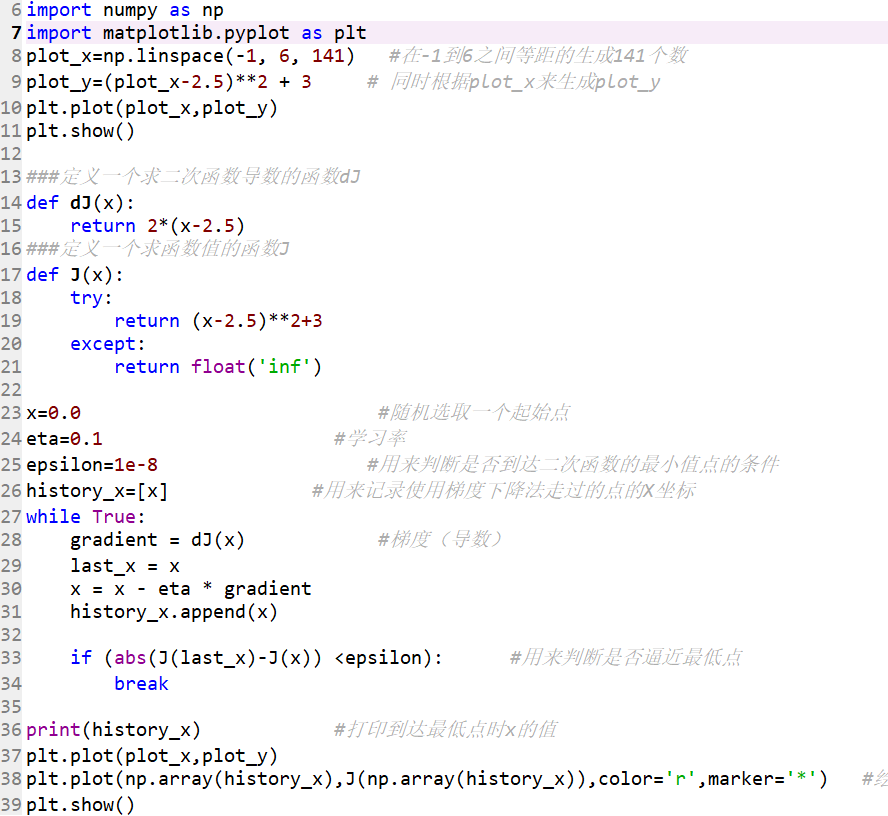 6 import numpy as np
7 import matplotlib.pyplot as plt
8 plot_x=np.linspace(-1, 6, 141)   #在-1到6之间等距的生成141个数
9 plot_y=(plot_x-2.5)**2 + 3     # 同时根据plot_x来生成plot_y
10 plt.plot(plot_x,plot_y)
11 plt.show()
12
13 ###定义一个求二次函数导数的函数dJ
14 def dJ(x):
15     return 2*(x-2.5)
16 ###定义一个求函数值的函数J
17 def J(x):
18     try:
19         return (x-2.5)**2+3
20     except:
21         return float('inf')
22
23 x=0.0                           #随机选取一个起始点
24 eta=0.1                     #学习率
25 epsilon=1e-8                   #用来判断是否到达二次函数的最小值点的条件
26 history_x=[x]             #用来记录使用梯度下降法走过的点的X坐标
27 while True:
28     gradient = dJ(x)            #梯度（导数）
29     last_x = x
30     x = x - eta * gradient
31     history_x.append(x)
32
33     if (abs(J(last_x)-J(x)) <epsilon):      #用来判断是否逼近最低点
34         break
35
36 print(history_x)            #打印到达最低点时x的值
37 plt.plot(plot_x,plot_y)
38 plt.plot(np.array(history_x),J(np.array(history_x)),color='r',marker='*')   #
39 plt.show()